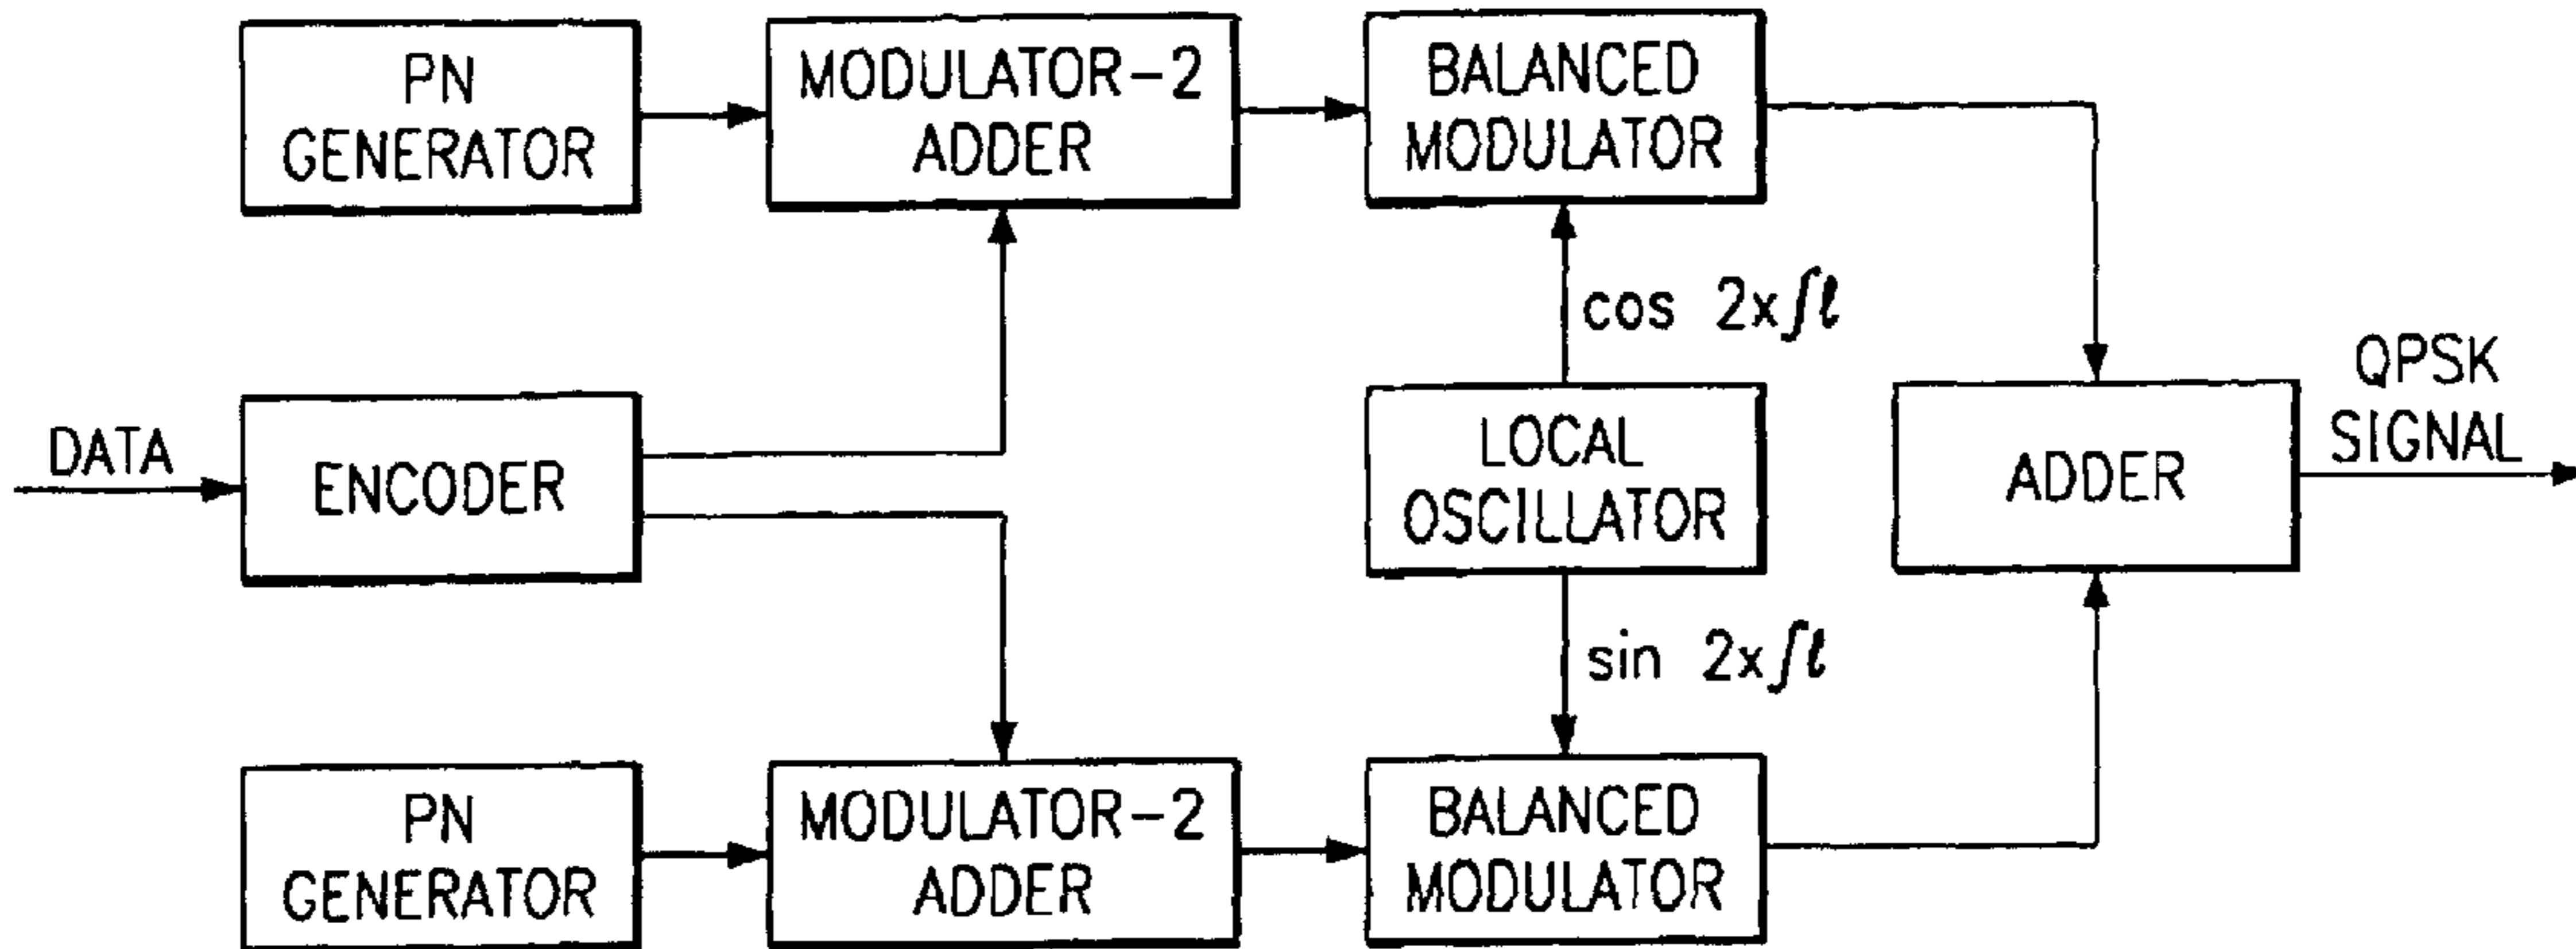 PN
GENERATOR
MODULATOR-2
ADDER
BALANCED
MODULATOR
cos 2x∫t
DATA
ENCODER
LOCAL
OSCILLATOR
ADDER
QPSK
SIGNAL
sin 2x∫t
PN
GENERATOR
MODULATOR-2
ADDER
BALANCED
MODULATOR